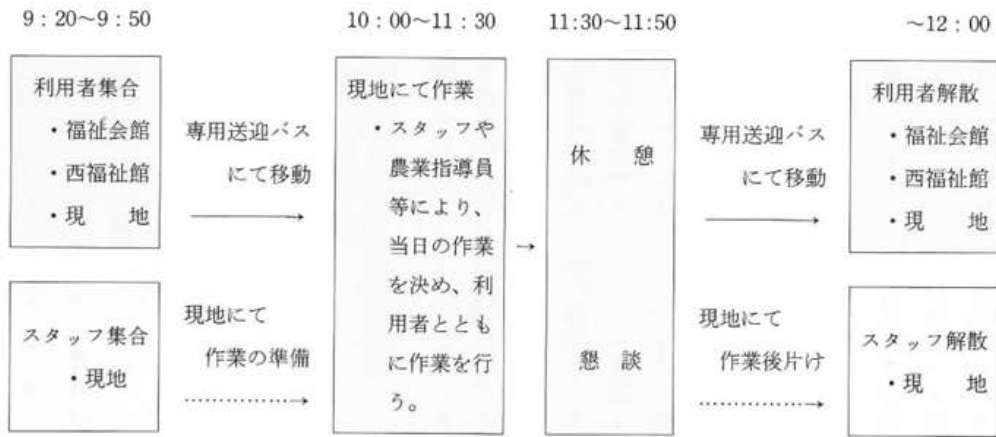 9：20～9：50
10：00～11：30
11:30～11:50
～12：00
利用者集合
・福祉会館
・西福祉館
・現　地
専用送迎バス
にて移動
→
現地にて作業
・スタッフや
農業指導員
等により、
当日の作業
を決め、利
用者ととも
に作業を行
う。
→
休　憩
懇　談
専用送迎バス
にて移動
→
利用者解散
・福祉会館
・西福祉館
・現　地
スタッフ集合
・現地
現地にて
作業の準備
…………→
現地にて
作業後片け
…………→
スタッフ解散
・現　地